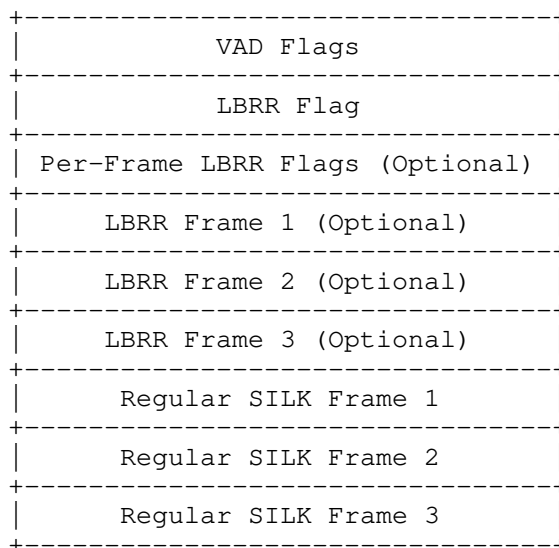 VAD Flags
LBRR Flag
Per-Frame LBRR Flags (Optional)
LBRR Frame 1 (Optional)
LBRR Frame 2 (Optional)
LBRR Frame 3 (Optional)
Regular SILK Frame 1
Regular SILK Frame 2
Regular SILK Frame 3